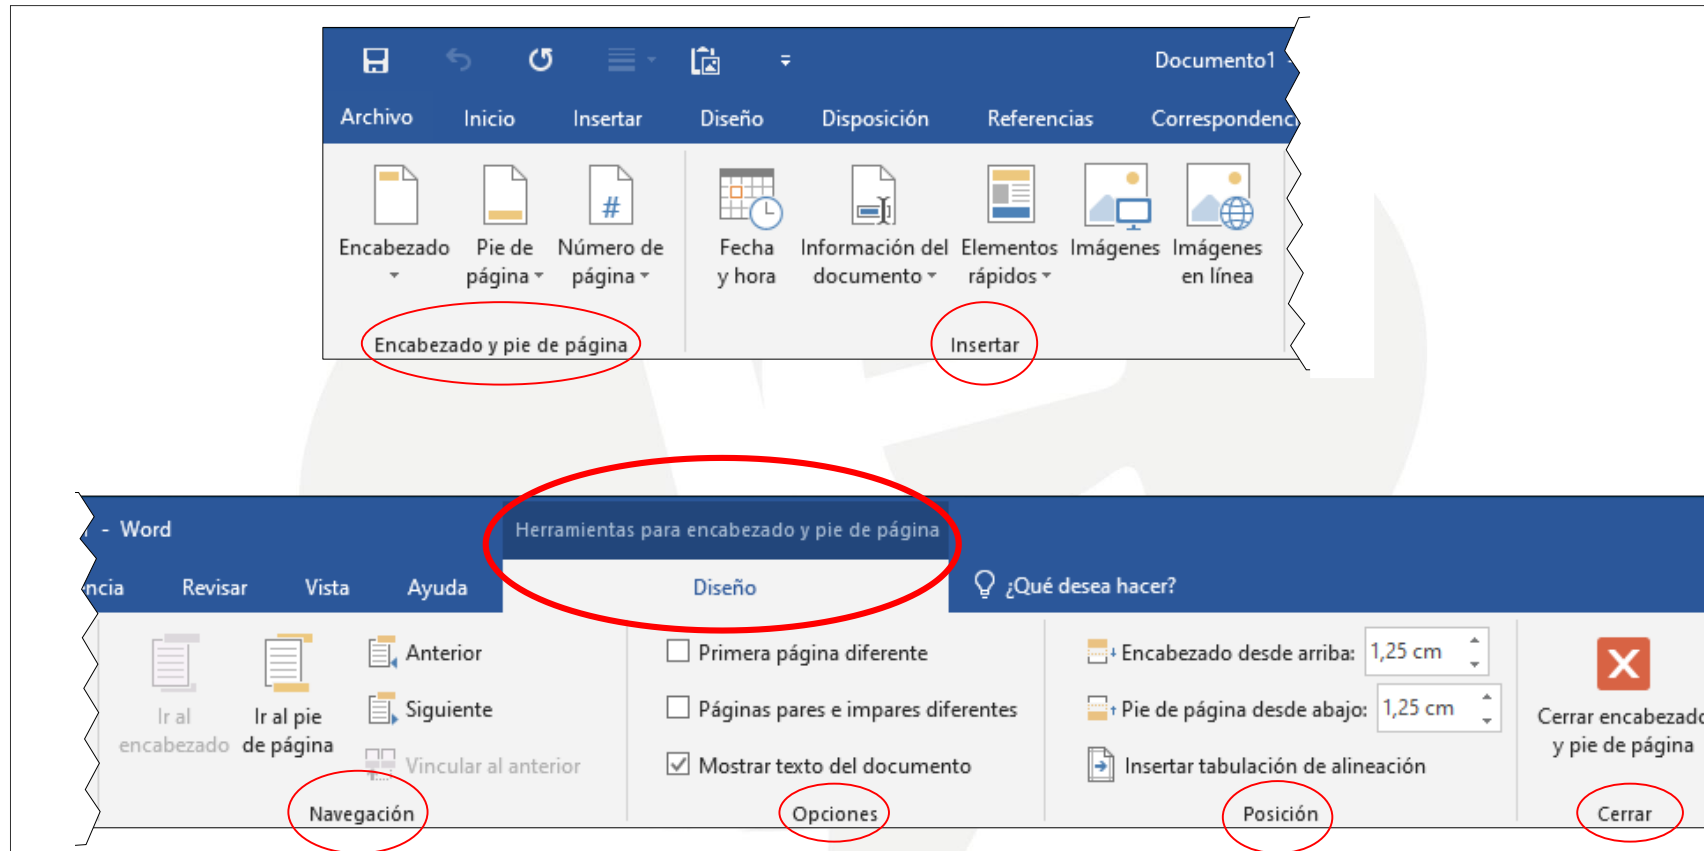 Documento1 -
Archivo Inicio Insertar Diseño Disposición Referencias Correspondenc
Encabezado Pie de página Número de página Fecha y hora Información del documento Elementos rápidos Imágenes Imágenes en línea
Encabezado y pie de página Insertar
- Word Herramientas para encabezado y pie de página
ncia Revisar Vista Ayuda Diseño ¿Qué desea hacer?
Ir al encabezado Ir al pie de página
Anterior
Siguiente
Vincular al anterior
Navegación
Primera página diferente
Páginas pares e impares diferentes
Mostrar texto del documento
Opciones
Encabezado desde arriba: 1,25 cm
Pie de página desde abajo: 1,25 cm
Insertar tabulación de alineación
Posición
Cerrar encabezado
y pie de página
Cerrar